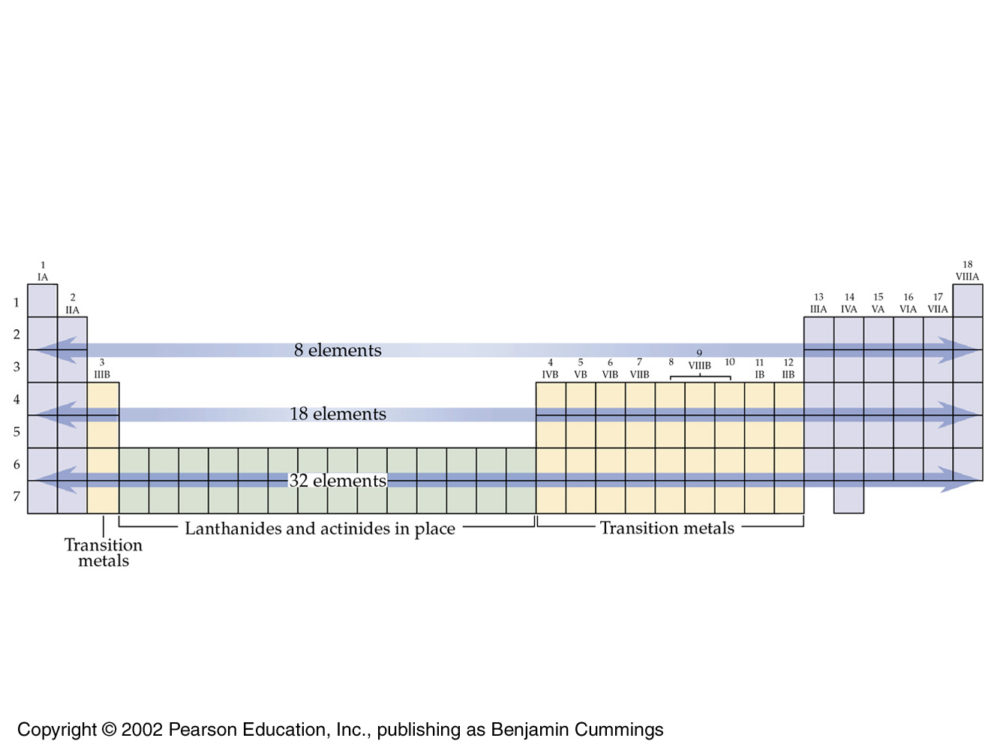 1
IA
18
VIIIA
1
2
IIA
13
IIIA
14
IVA
15
VA
16
VIA
17
VIIA
2
8 elements
3
3
IIIB
4
IVB
5
VB
6
VIB
7
VIIB
8
9
VIIIB
10
11
IB
12
IIB
4
18 elements
5
6
32 elements
7
Lanthanides and actinides in place
Transition metals
Transition
metals
Copyright © 2002 Pearson Education, Inc., publishing as Benjamin Cummings